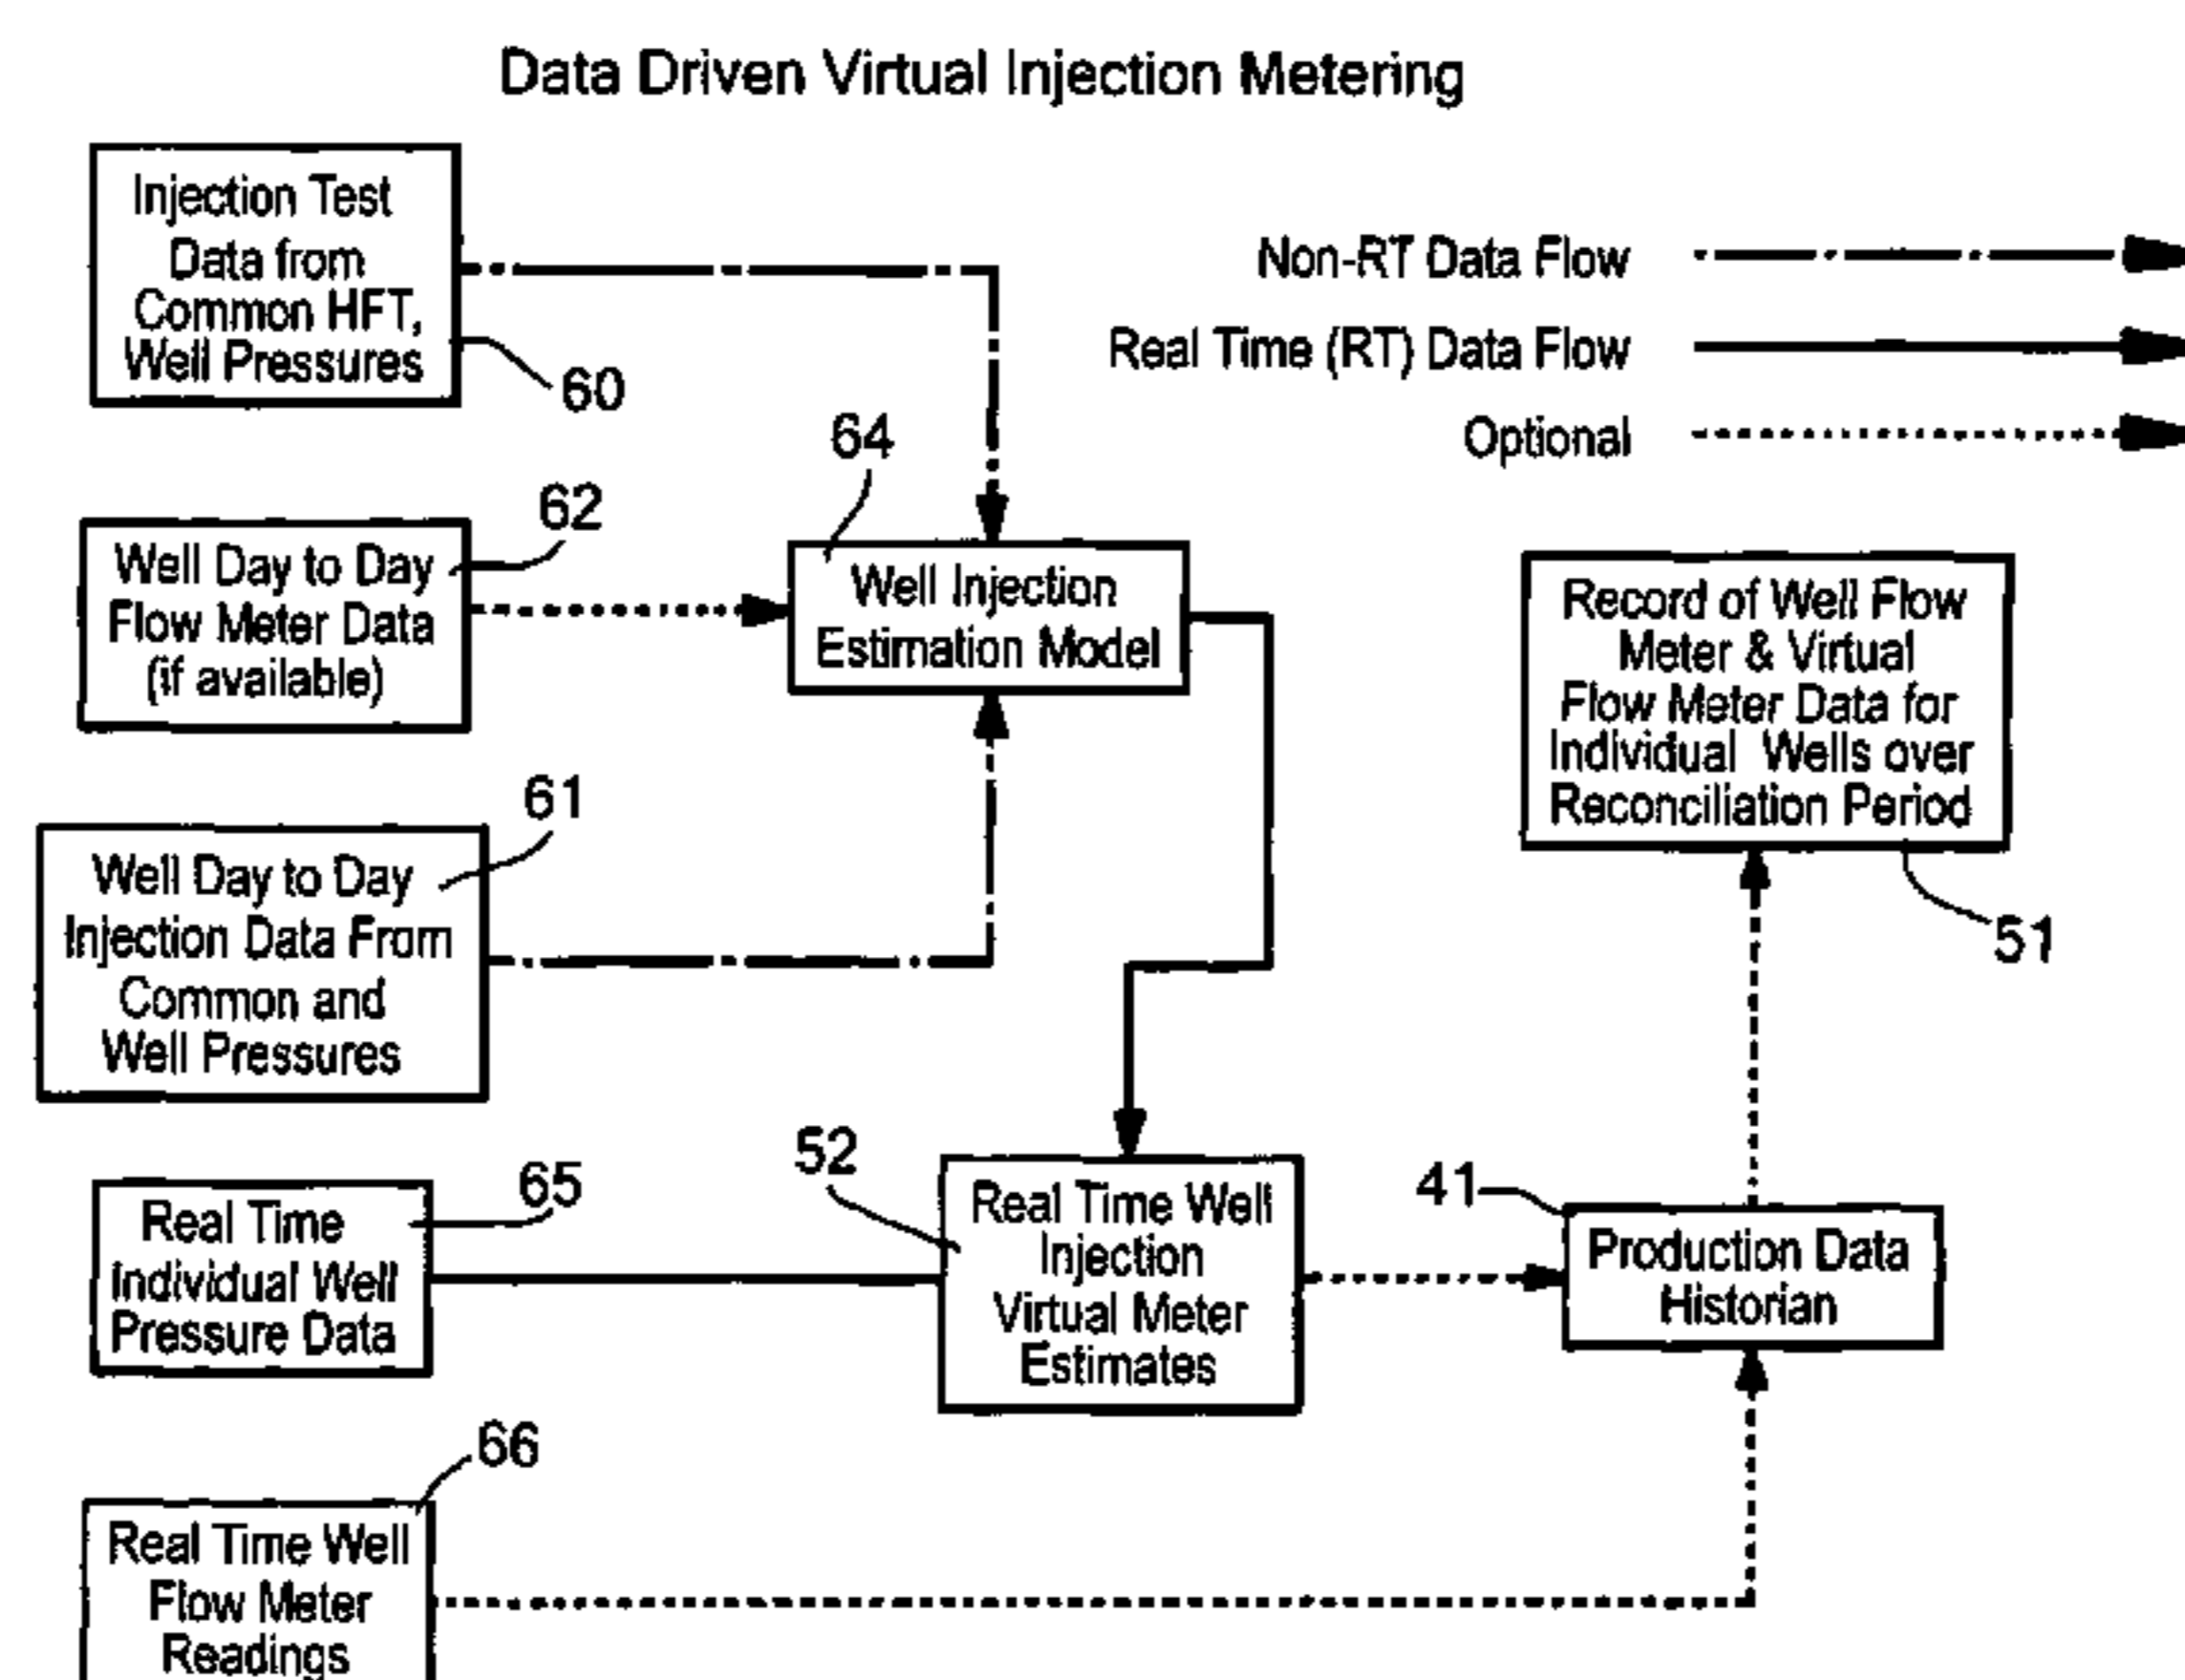 Data Driven Virtual Injection Metering
Injection Test
Data from
Common HFT,
Well Pressures
60
Non-RT Data Flow
Real Time (RT) Data Flow
Optional
62
Well Day to Day
Flow Meter Data
(if available)
64
Well Injection
Estimation Model
Record of Well Flow
Meter & Virtual
Flow Meter Data for
Individual Wells over
Reconciliation Period
51
61
Well Day to Day
Injection Data From
Common and
Well Pressures
65
Real Time
Individual Well
Pressure Data
52
Real Time Well
Injection
Virtual Meter
Estimates
41
Production Data
Historian
66
Real Time Well
Flow Meter
Readings